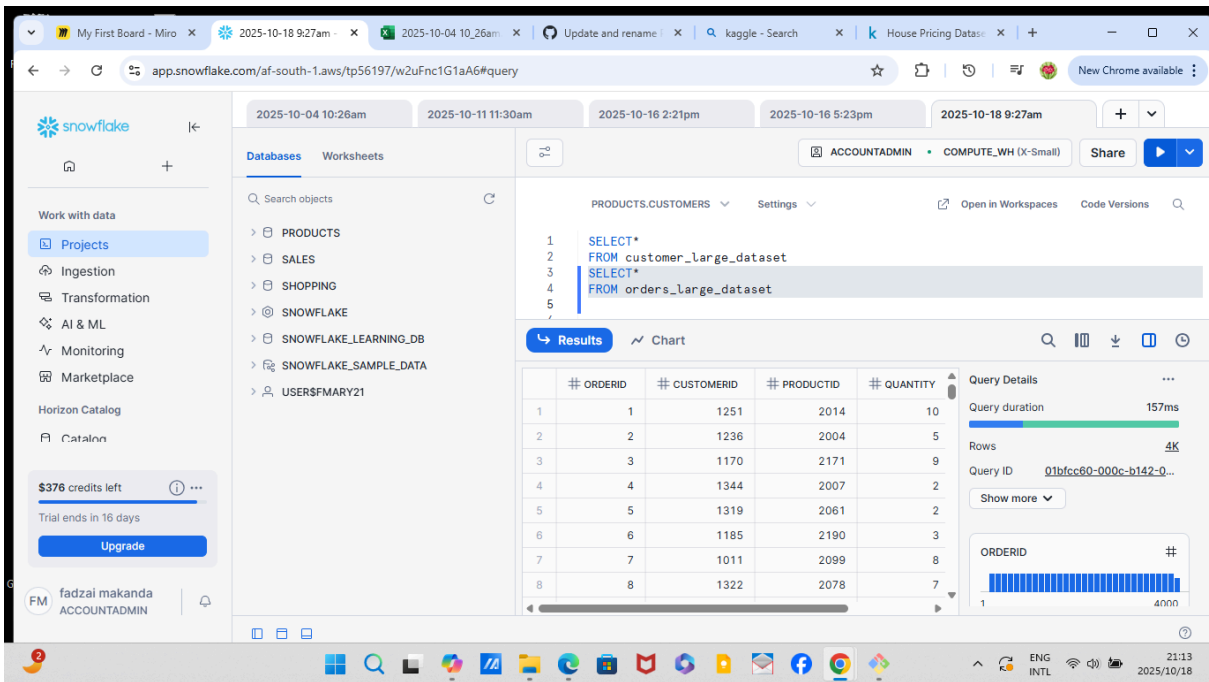 My First Board - Miro
2025-10-18 9:27am -
2025-10-04 10_26am
Update and rename
kaggle - Search
House Pricing Datase
app.snowflake.com/af-south-1.aws/tp56197/w2uFnc1G1aA6#query
New Chrome available
snowflake
2025-10-04 10:26am
2025-10-11 11:30am
2025-10-16 2:21pm
2025-10-16 5:23pm
2025-10-18 9:27am
Databases Worksheets
ACCOUNTADMIN • COMPUTE_WH (X-Small)
Share
Work with data
Projects
Ingestion
Transformation
AI & ML
Monitoring
Marketplace
Horizon Catalog
Catalog
$376 credits left
Trial ends in 16 days
Upgrade
FM
fadzai makanda
ACCOUNTADMIN
Search objects
PRODUCTS
SALES
SHOPPING
SNOWFLAKE
SNOWFLAKE_LEARNING_DB
SNOWFLAKE_SAMPLE_DATA
USER$FMARY21
PRODUCTS.CUSTOMERS Settings
Open in Workspaces Code Versions
1 SELECT*
2 FROM customer_large_dataset
3 SELECT*
4 FROM orders_large_dataset
5
Results Chart
# ORDERID # CUSTOMERID # PRODUCTID # QUANTITY
1 1 1251 2014 10
2 2 1236 2004 5
3 3 1170 2171 9
4 4 1344 2007 2
5 5 1319 2061 2
6 6 1185 2190 3
7 7 1011 2099 8
8 8 1322 2078 7
Query Details
Query duration 157ms
Rows 4K
Query ID 01bfcc60-000c-b142-0...
Show more
ORDERID #
1 4000
2
ENG
INTL
21:13
2025/10/18